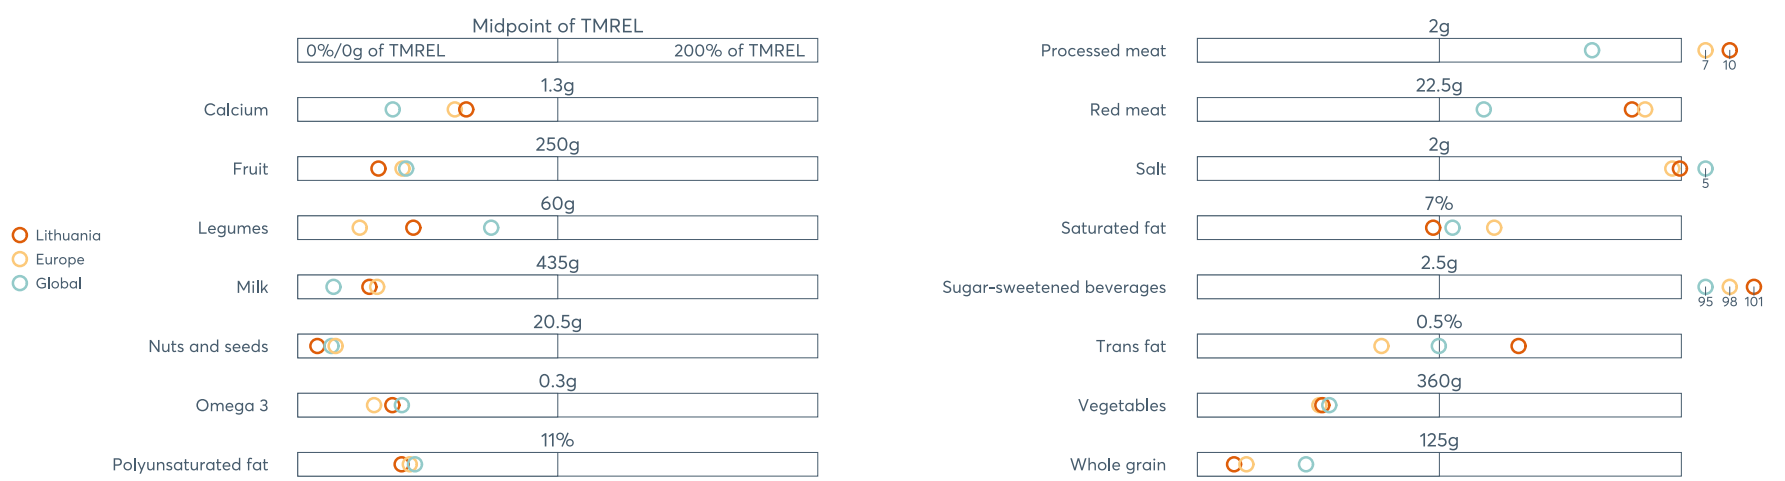 Midpoint of TMREL
0%/0g of TMREL
200% of TMREL
1.3g
Calcium
250g
Fruit
60g
Legumes
435g
Milk
20.5g
Nuts and seeds
0.3g
Omega 3
11%
Polyunsaturated fat
Lithuania
Europe
Global
2g
Processed meat
7 10
22.5g
Red meat
2g
Salt
5
7%
Saturated fat
2.5g
Sugar-sweetened beverages
95 98 101
0.5%
Trans fat
360g
Vegetables
125g
Whole grain